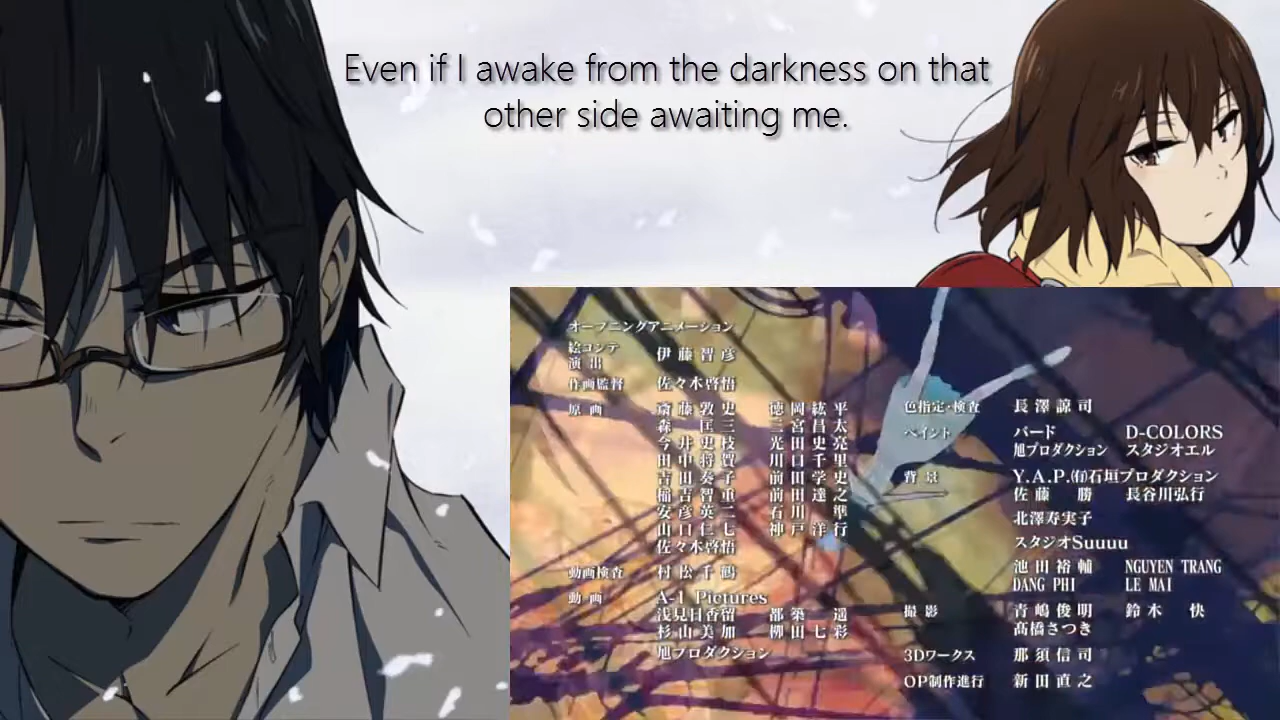 Even if I awake from the darkness on that
other side awaiting me.
オープニングアニメーション
絵コンテ
演出
伊藤智彦
作画監督 佐々木啓悟
原画 斎藤敦史 徳岡紘平
森匡三 二宮昌太
今井史枝 光田史亮
田中将賀 川口千里
吉田奏子 前田学史
稲吉智重 前田達之
安彦英二 石川準
山口仁七 神戸洋行
佐々木啓悟
動画検査 村松千鶴
動画 A-1 Pictures
浅見日香留 都築遥
杉山美加 柳田七彩
旭プロダクション
色指定・検査 長澤諒司
ペイント バード D-COLORS
旭プロダクション スタジオエル
背景 Y.A.P.㈲石垣プロダクション
佐藤勝 長谷川弘行
北澤寿実子
スタジオSuuuu
池田裕輔 NGUYEN TRANG
DANG PHI LE MAI
撮影 青嶋俊明 鈴木快
髙橋さつき
3Dワークス 那須信司
OP制作進行 新田直之